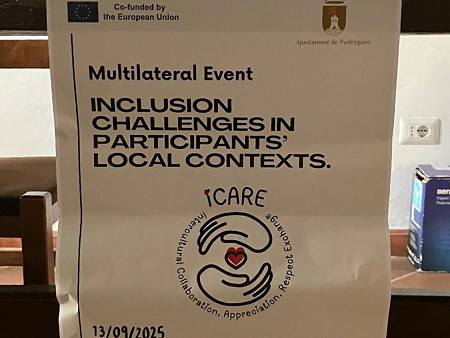 Co-funded by
the European Union
Ajuntament de Pedreguer
Multilateral Event
INCLUSION
CHALLENGES IN
PARTICIPANTS'
LOCAL CONTEXTS.
iCARE
Intercultural Collaboration, Appreciation, Respect Exchange
13/09/2025
Ben